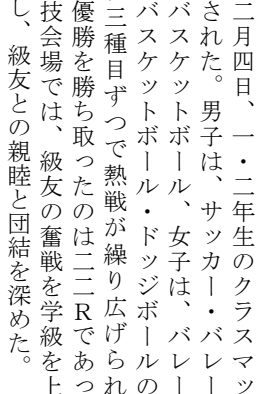 二月四日、一・二年生のクラスマッ
された。男子は、サッカー・バレー
バスケットボール、女子は、バレー
バスケットボール・ドッジボールの
三種目ずつで熱戦が繰り広げられ
優勝を勝ち取ったのは二二Rであっ
技会場では、級友の奮戦を学級を上
し、級友との親睦と団結を深めた。